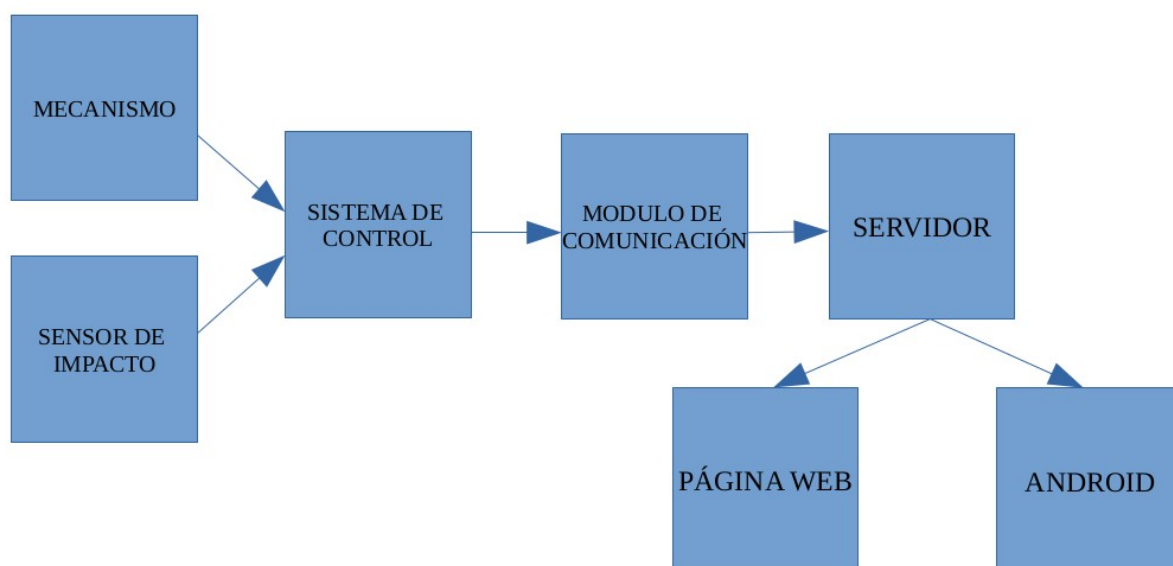 MECANISMO
SENSOR DE
IMPACTO
SISTEMA DE
CONTROL
MODULO DE
COMUNICACIÓN
SERVIDOR
PÁGINA WEB
ANDROID